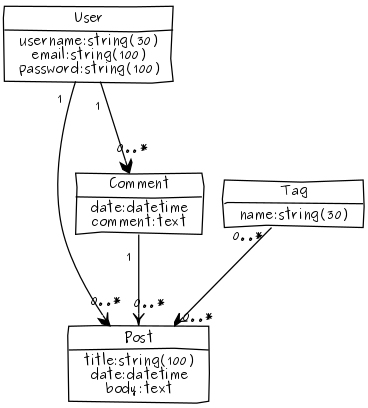 User
username:string(30)
email:string(100)
password:string(100)
1
1
0..*
Comment
date:datetime
comment:text
Tag
name:string(30)
1
0..*
0..*
0..*
0..*
Post
title:string(100)
date:datetime
body:text